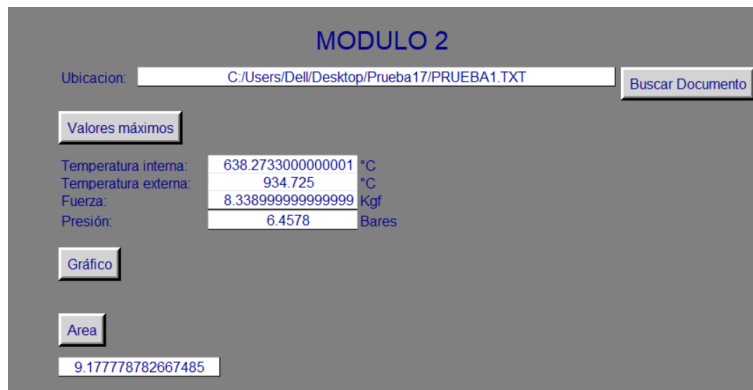 MODULO 2
Ubicacion: C:/Users/Dell/Desktop/Prueba17/PRUEBA1.TXT Buscar Documento
Valores máximos
Temperatura interna: 638.2733000000001 °C
Temperatura externa: 934.725 °C
Fuerza: 8.338999999999999 Kgf
Presión: 6.4578 Bares
Gráfico
Area
9.177778782667485